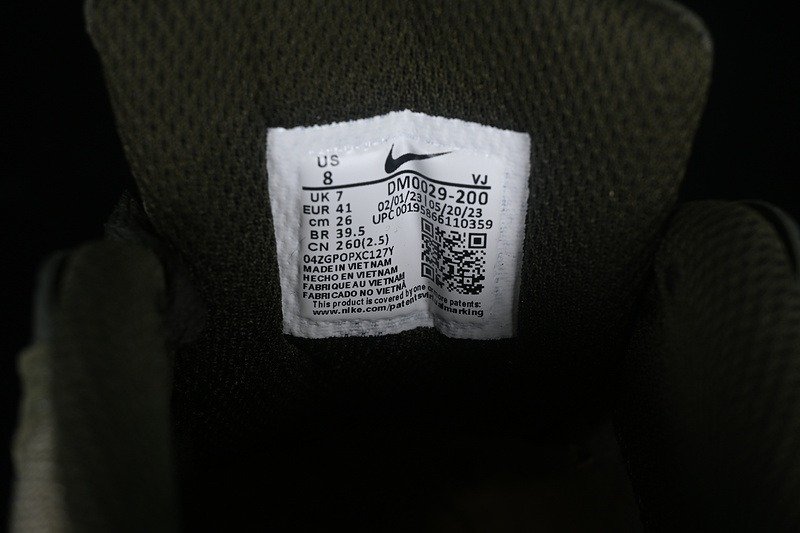 US
8
VJ
UK 7
EUR 41
cm 26
BR 39.5
CN 260(2.5)
DM0029-200
02/01/23 05/20/23
UPC 00195866110359
04ZGPOPXC127Y
MADE IN VIETNAM
HECHO EN VIETNAM
FABRIQUE AU VIETNAM
FABRICADO NO VIETNÃ
This product is covered by one or more patents:
www.nike.com/patentsvirtualmarking